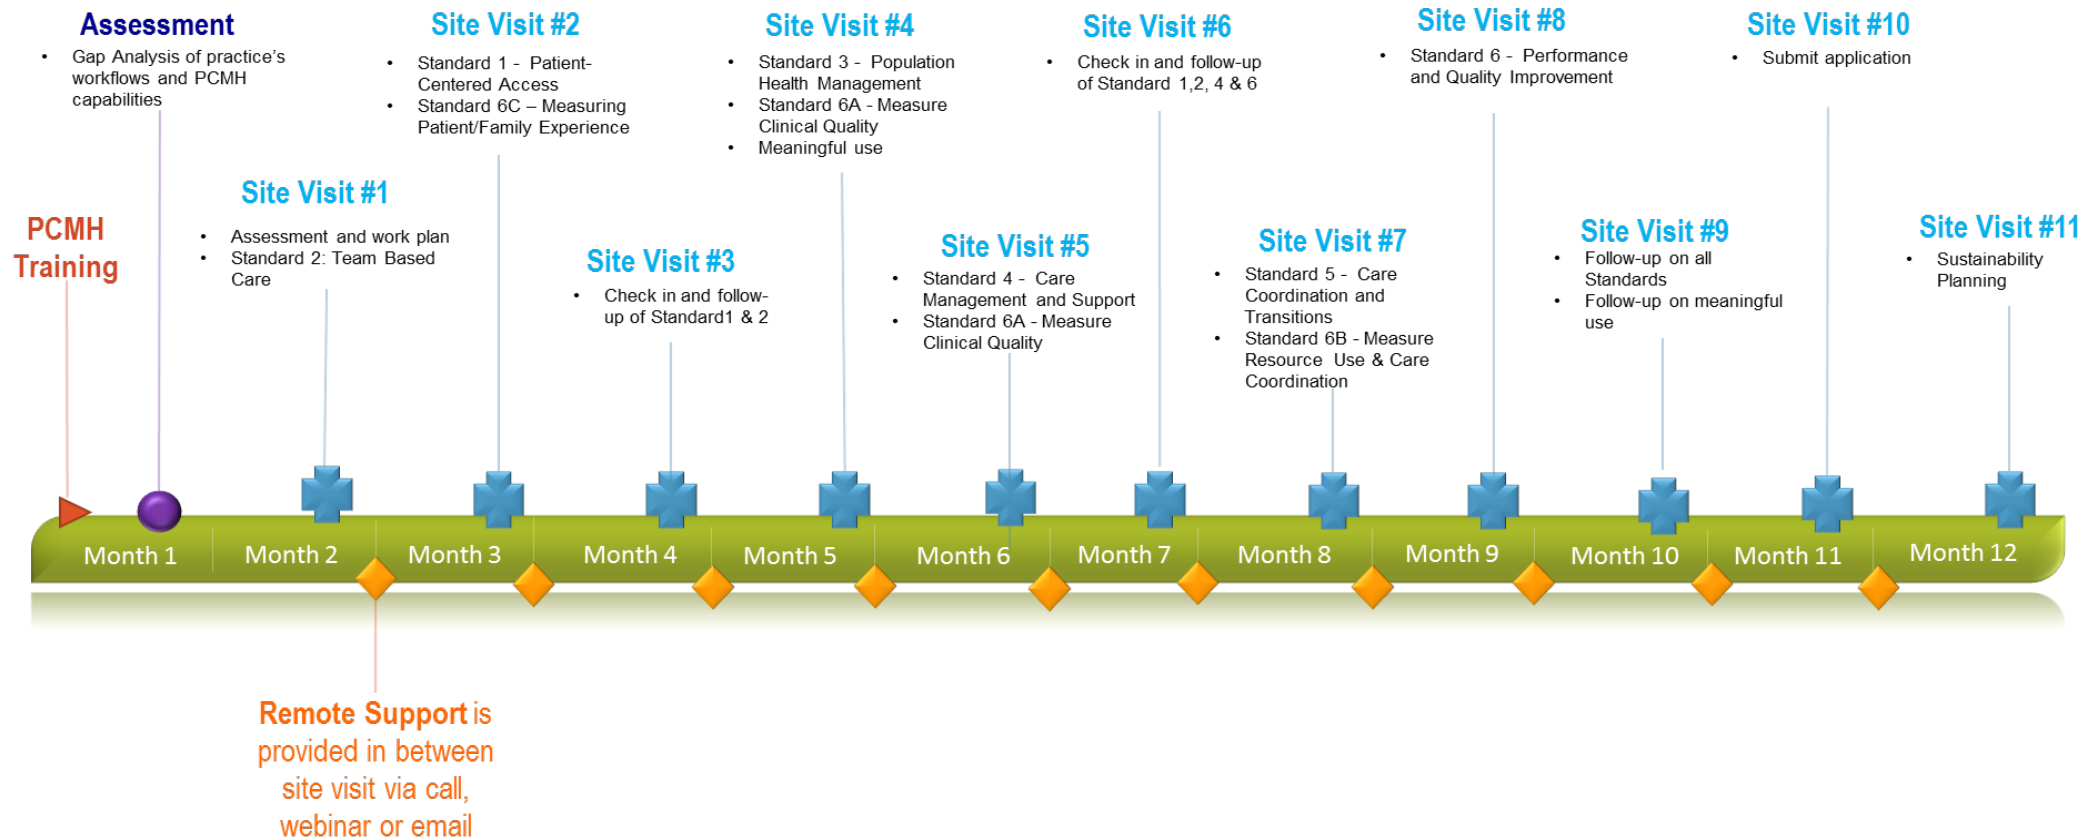 Assessment
• Gap Analysis of practice's
workflows and PCMH
capabilities
Site Visit #2
• Standard 1 - Patient-
Centered Access
• Standard 6C – Measuring
Patient/Family Experience
Site Visit #4
• Standard 3 - Population
Health Management
• Standard 6A - Measure
Clinical Quality
• Meaningful use
Site Visit #6
• Check in and follow-up
of Standard 1,2, 4 & 6
Site Visit #8
• Standard 6 - Performance
and Quality Improvement
Site Visit #10
• Submit application
PCMH
Training
Site Visit #1
• Assessment and work plan
• Standard 2: Team Based
Care
Site Visit #3
• Check in and follow-
up of Standard1 & 2
Site Visit #5
• Standard 4 - Care
Management and Support
• Standard 6A - Measure
Clinical Quality
Site Visit #7
• Standard 5 - Care
Coordination and
Transitions
• Standard 6B - Measure
Resource Use & Care
Coordination
Site Visit #9
• Follow-up on all
Standards
• Follow-up on meaningful
use
Site Visit #11
• Sustainability
Planning
Month 1
Month 2
Month 3
Month 4
Month 5
Month 6
Month 7
Month 8
Month 9
Month 10
Month 11
Month 12
Remote Support is
provided in between
site visit via call,
webinar or email